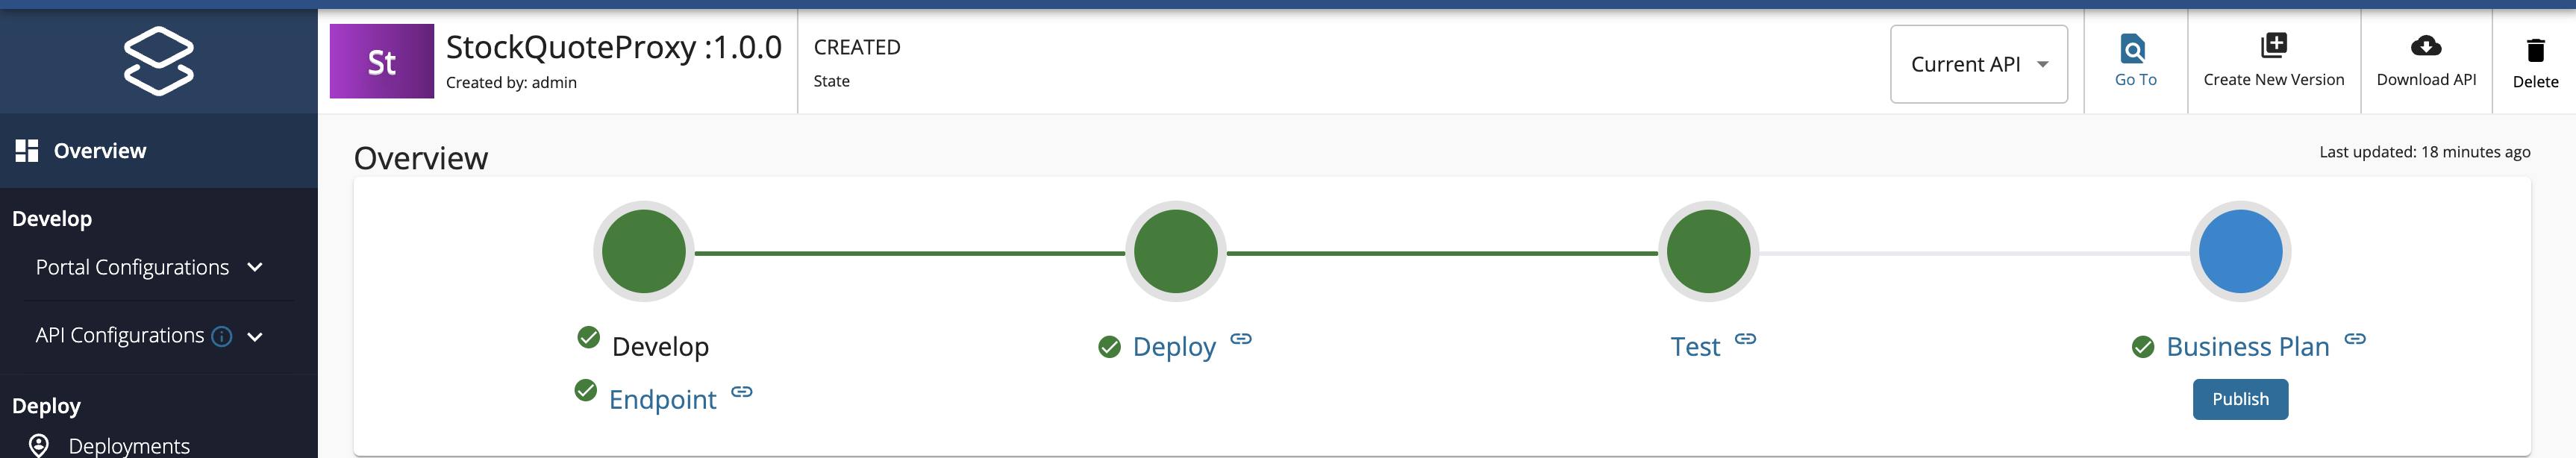 St
StockQuoteProxy :1.0.0
Created by: admin
CREATED
State
Current API
Go To
Create New Version
Download API
Delete
Overview
Develop
Portal Configurations
API Configurations
Deploy
Deployments
Overview
Last updated: 18 minutes ago
Develop
Endpoint
Deploy
Test
Business Plan
Publish